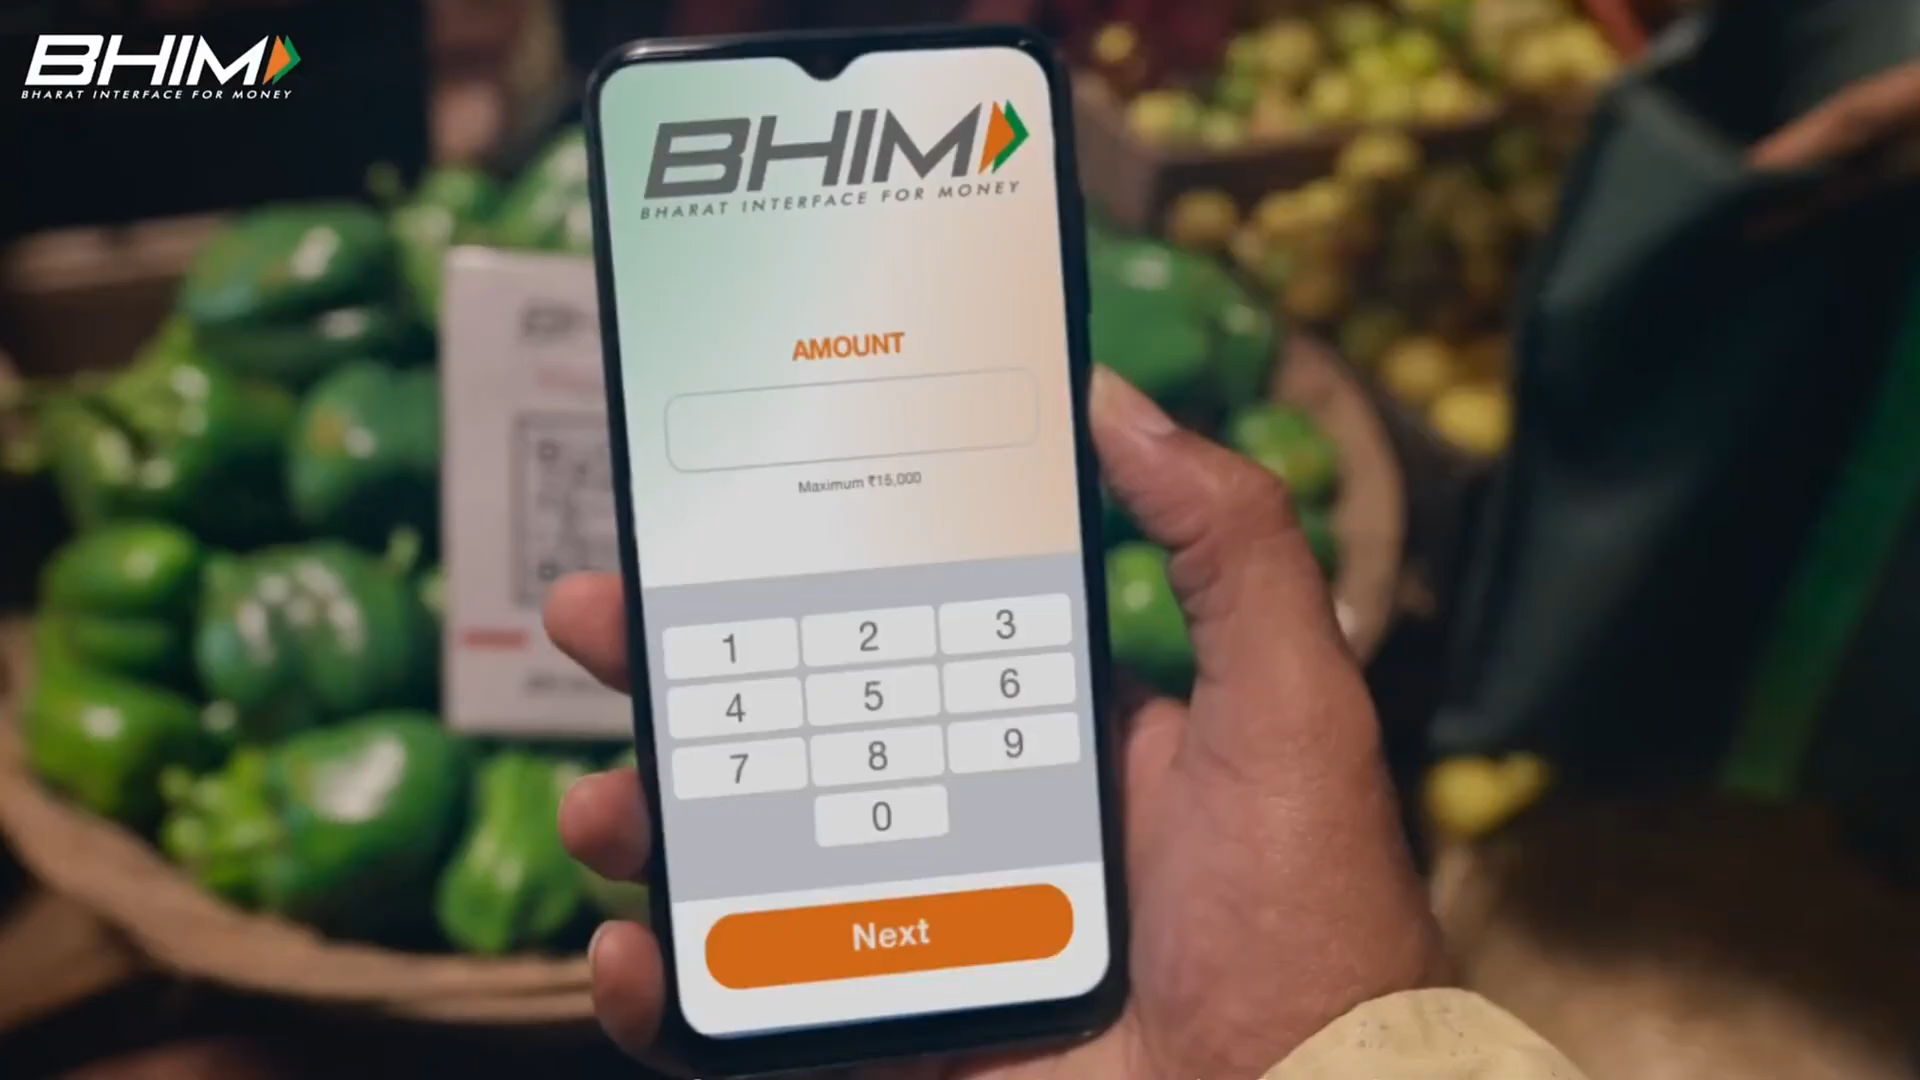 BHIM
BHARAT INTERFACE FOR MONEY
BHIM
BHARAT INTERFACE FOR MONEY
AMOUNT
Maximum ₹15,000
1 2 3
4 5 6
7 8 9
0
Next